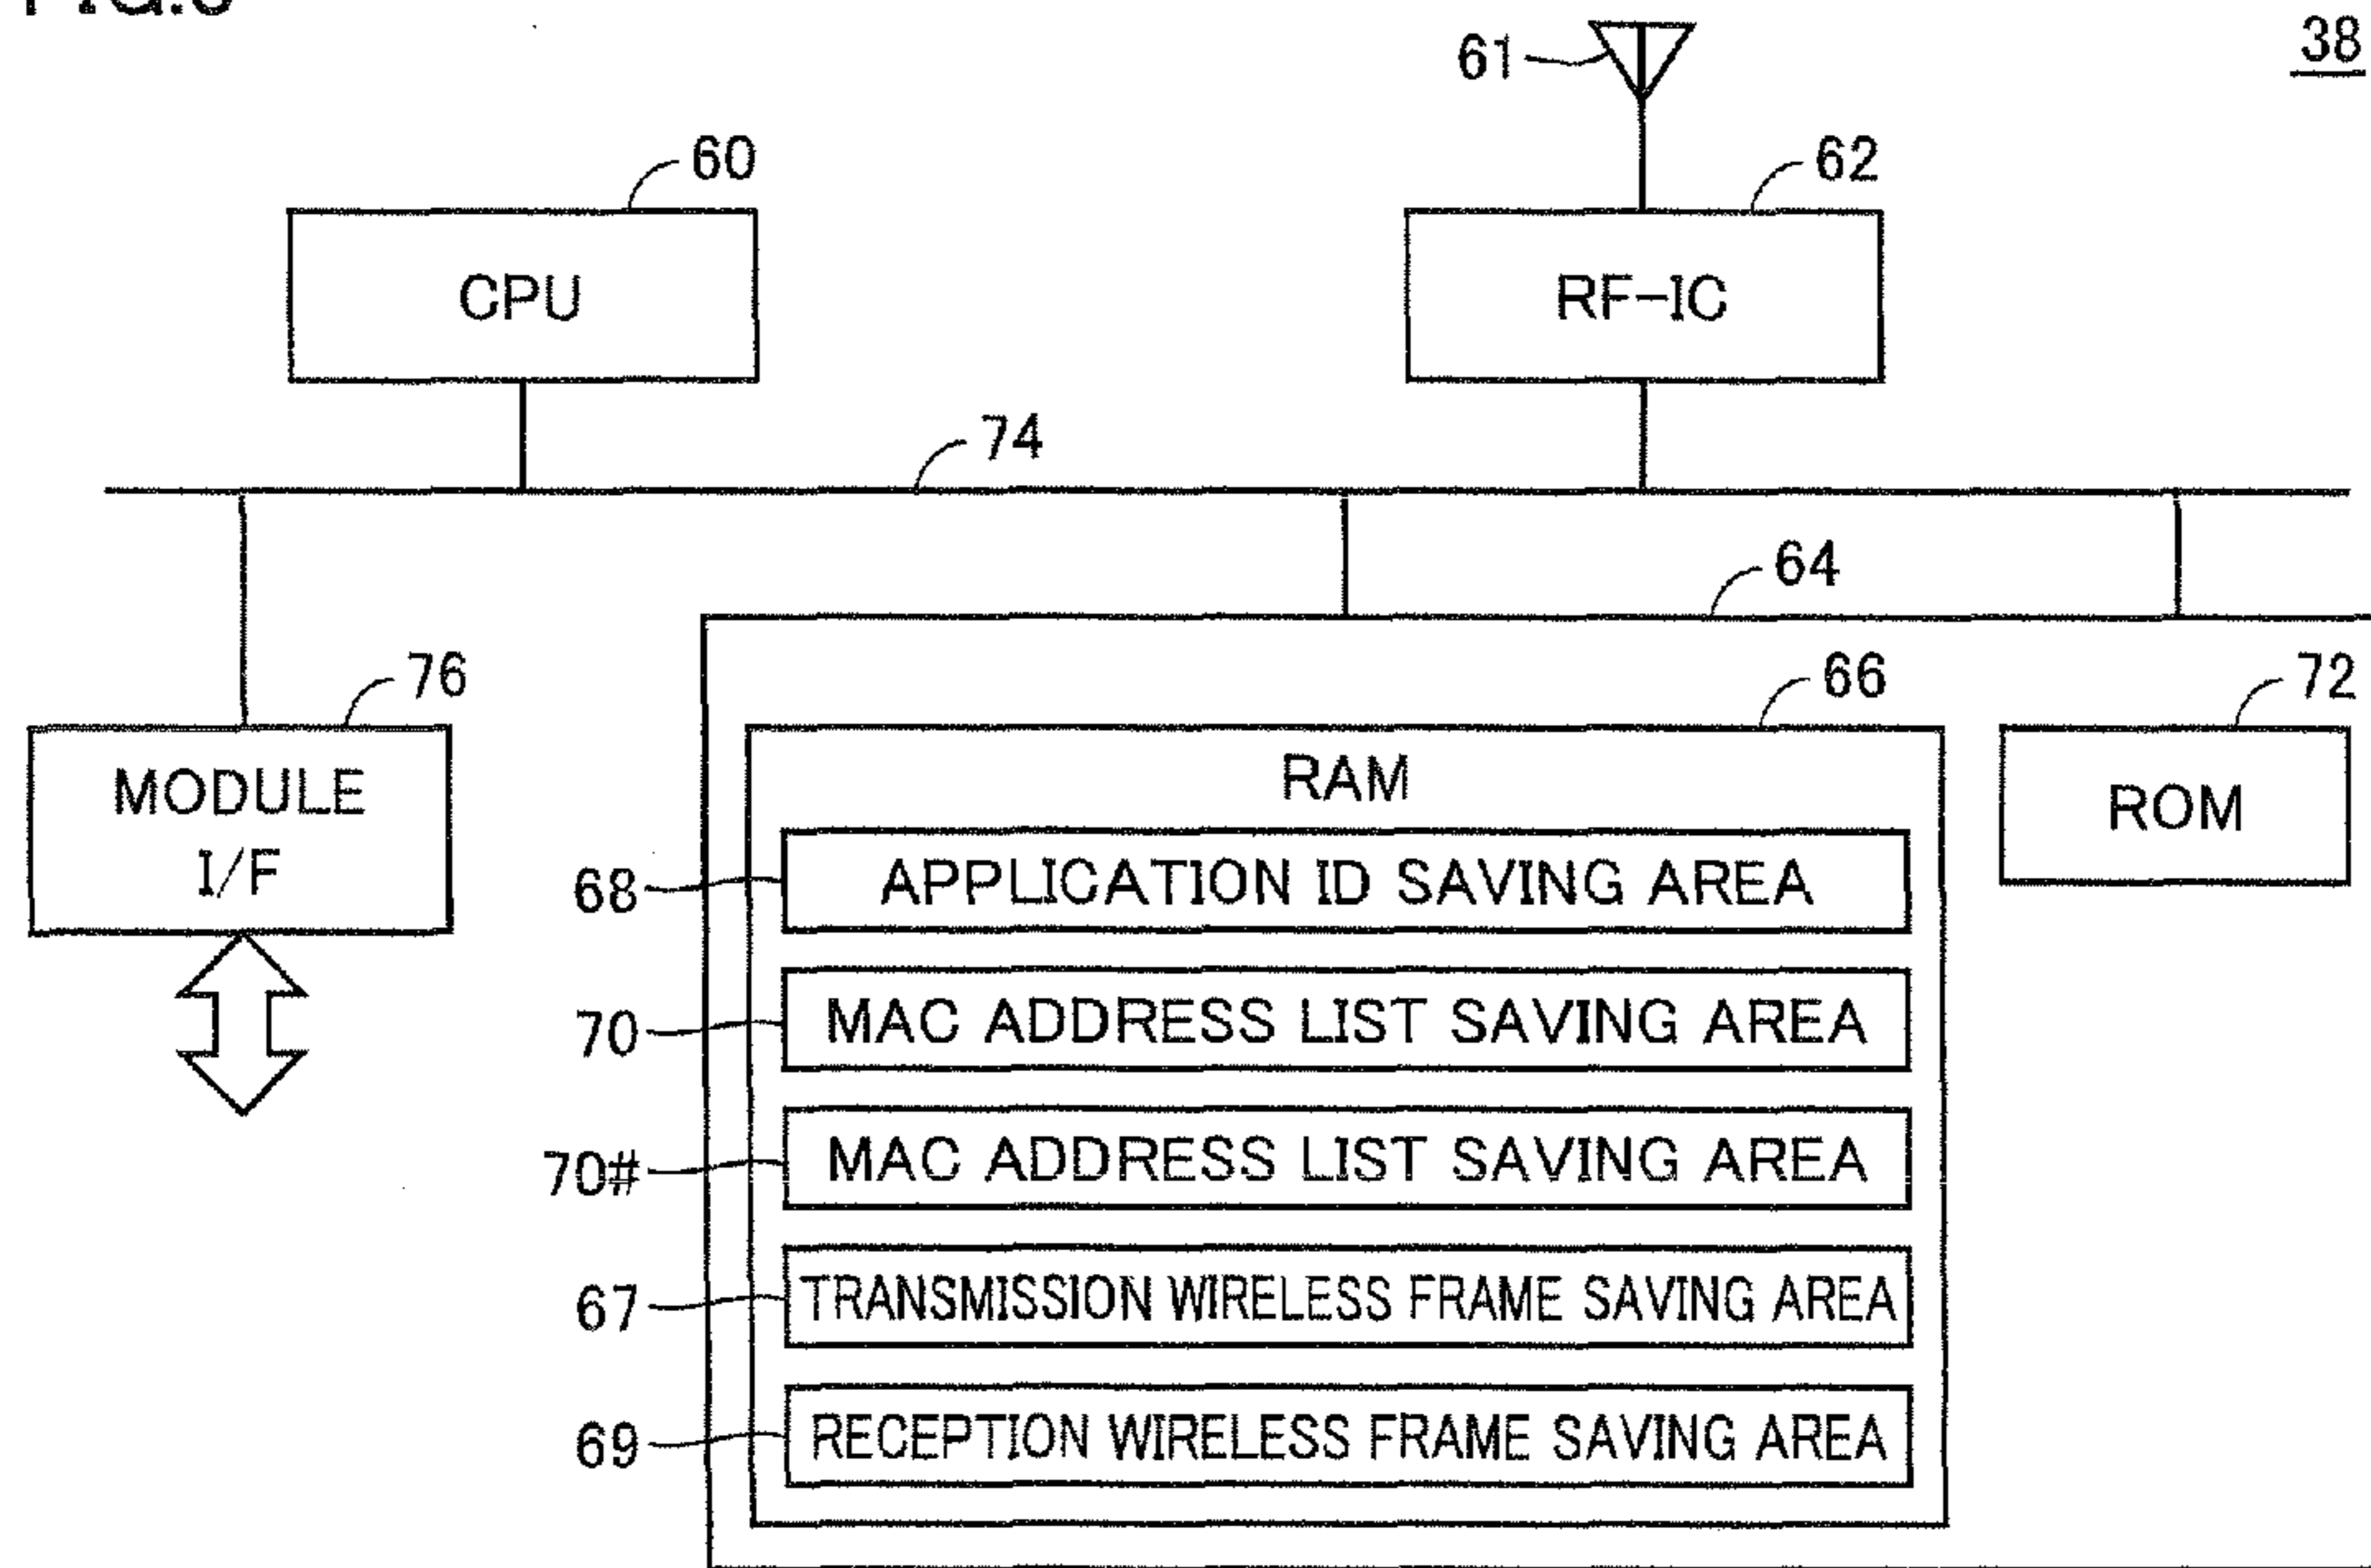 38
61
60
62
CPU
RF-IC
74
64
76
66
72
MODULE
I/F
RAM
ROM
68
APPLICATION ID SAVING AREA
70
MAC ADDRESS LIST SAVING AREA
70#
MAC ADDRESS LIST SAVING AREA
67
TRANSMISSION WIRELESS FRAME SAVING AREA
69
RECEPTION WIRELESS FRAME SAVING AREA